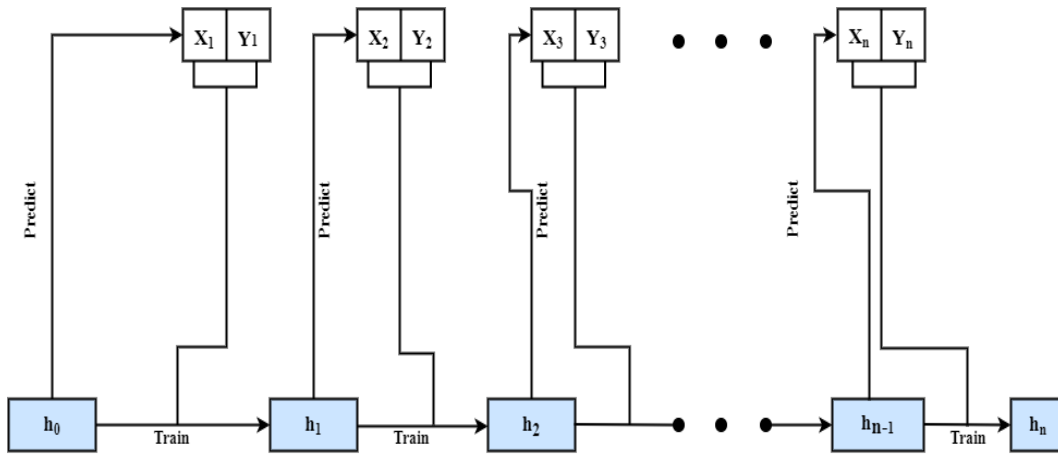 X₁ Y1 X₂ Y₂ X₃ Y₃ Xₙ Yₙ
Predict Predict Predict Predict
h₀ h₁ h₂ hₙ₋₁ hₙ
Train Train Train